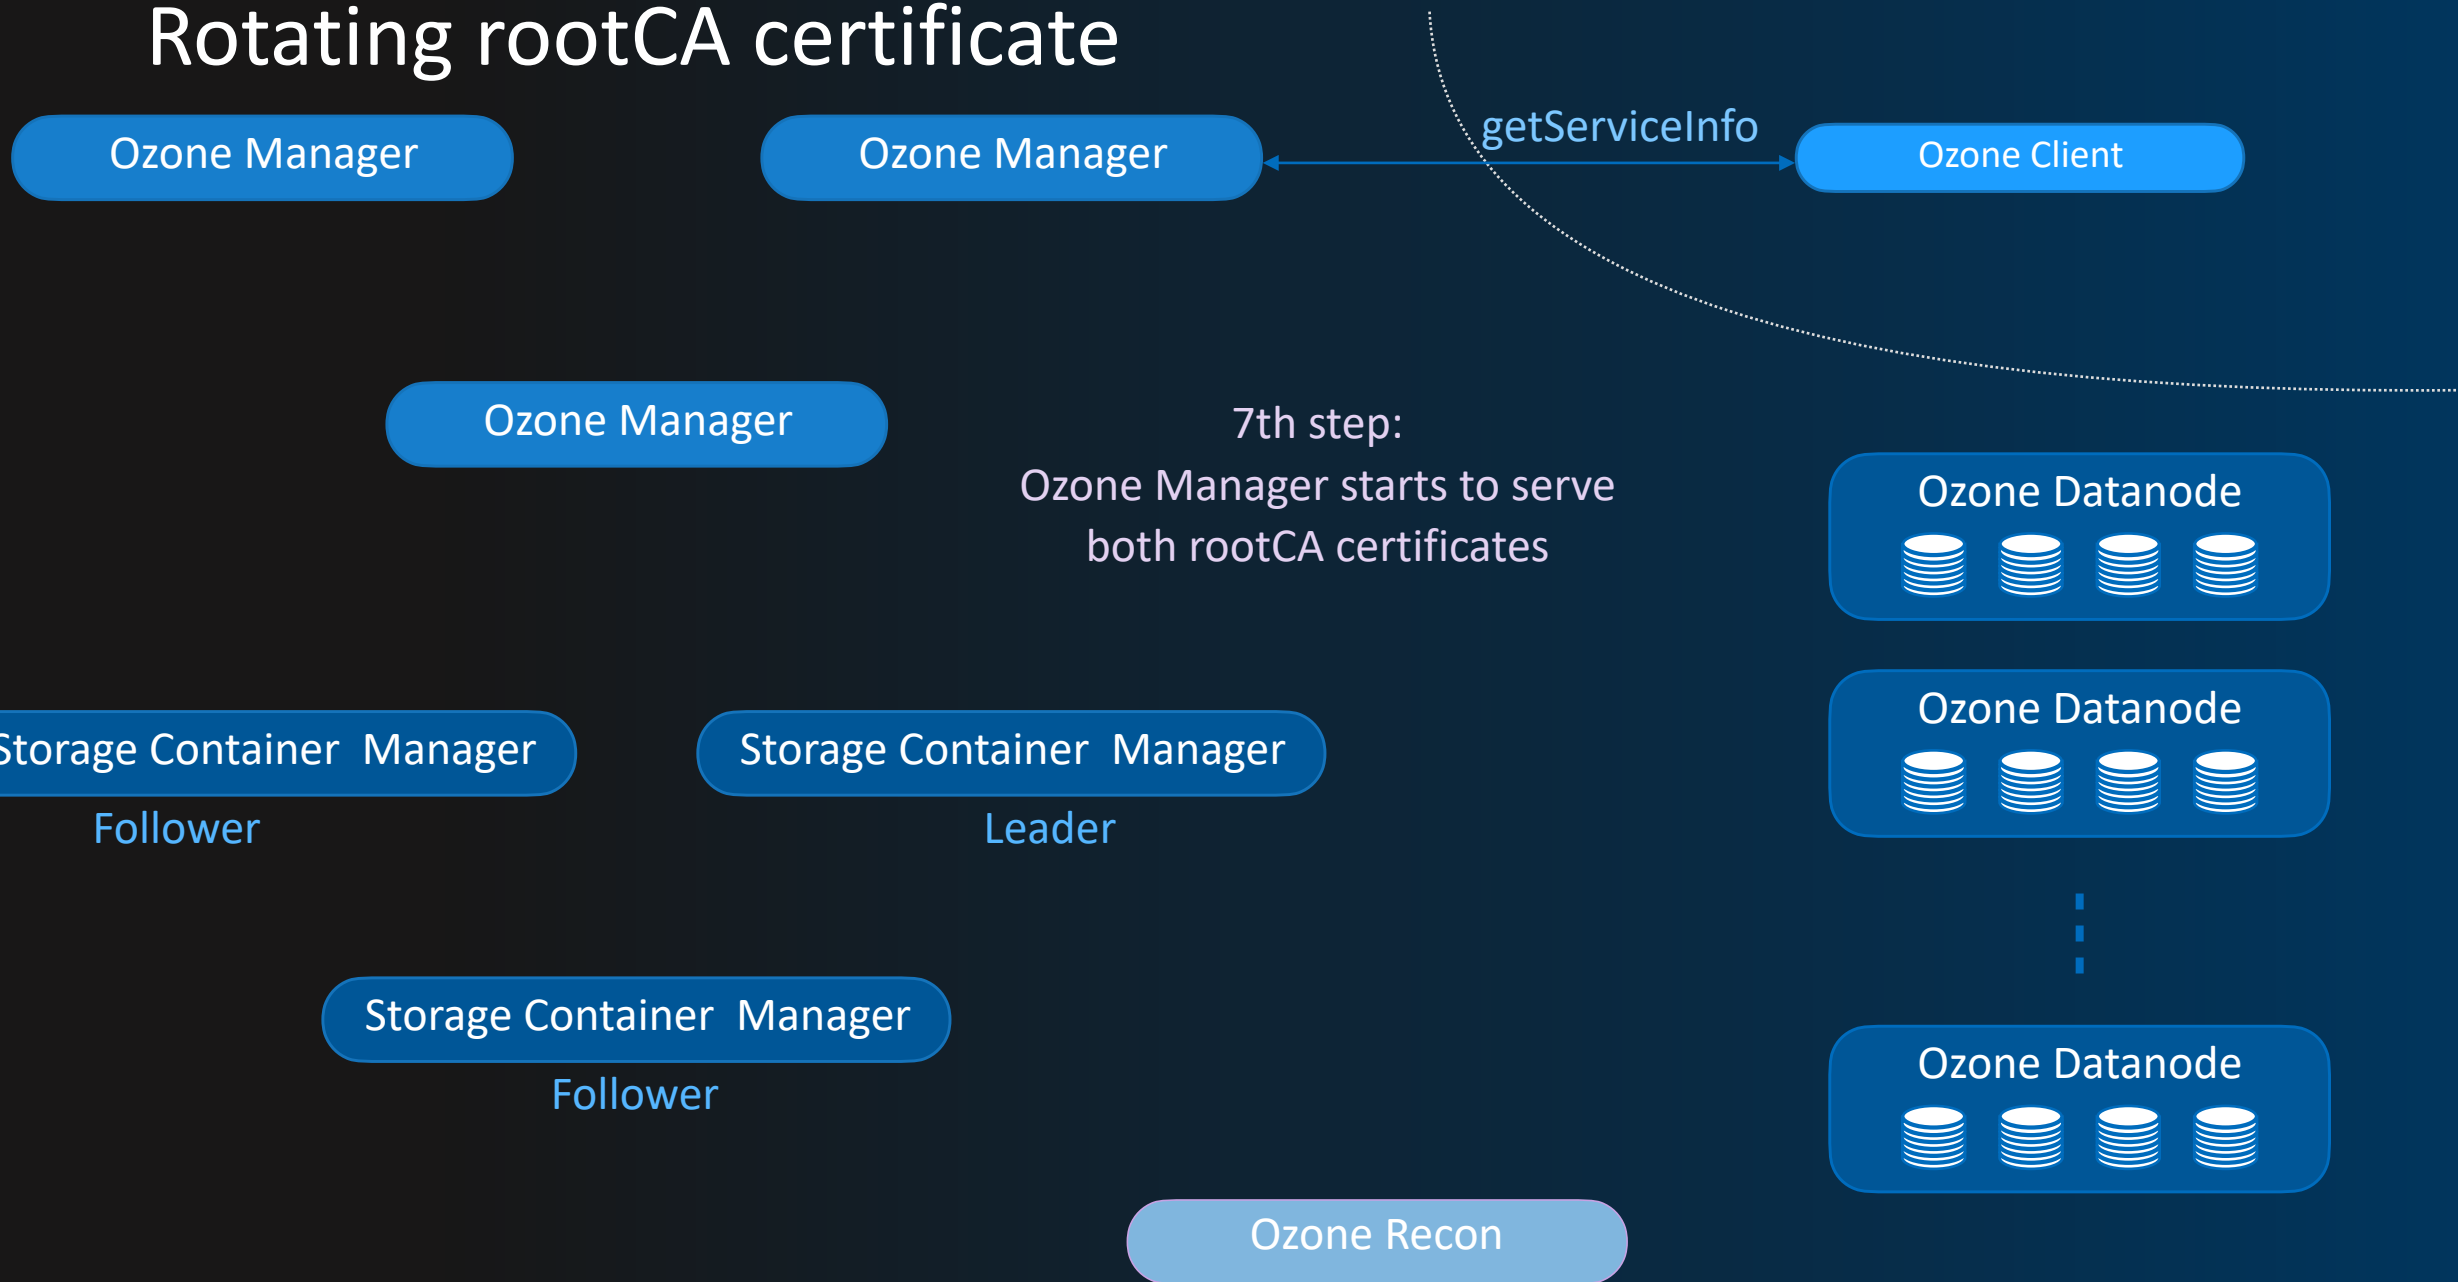 Rotating rootCA certificate
Ozone Manager
Ozone Manager
getServiceInfo
Ozone Client
Ozone Manager
7th step:
Ozone Manager starts to serve
both rootCA certificates
Ozone Datanode
Ozone Datanode
Storage Container  Manager
Follower
Storage Container  Manager
Leader
Storage Container  Manager
Follower
Ozone Datanode
Ozone Recon